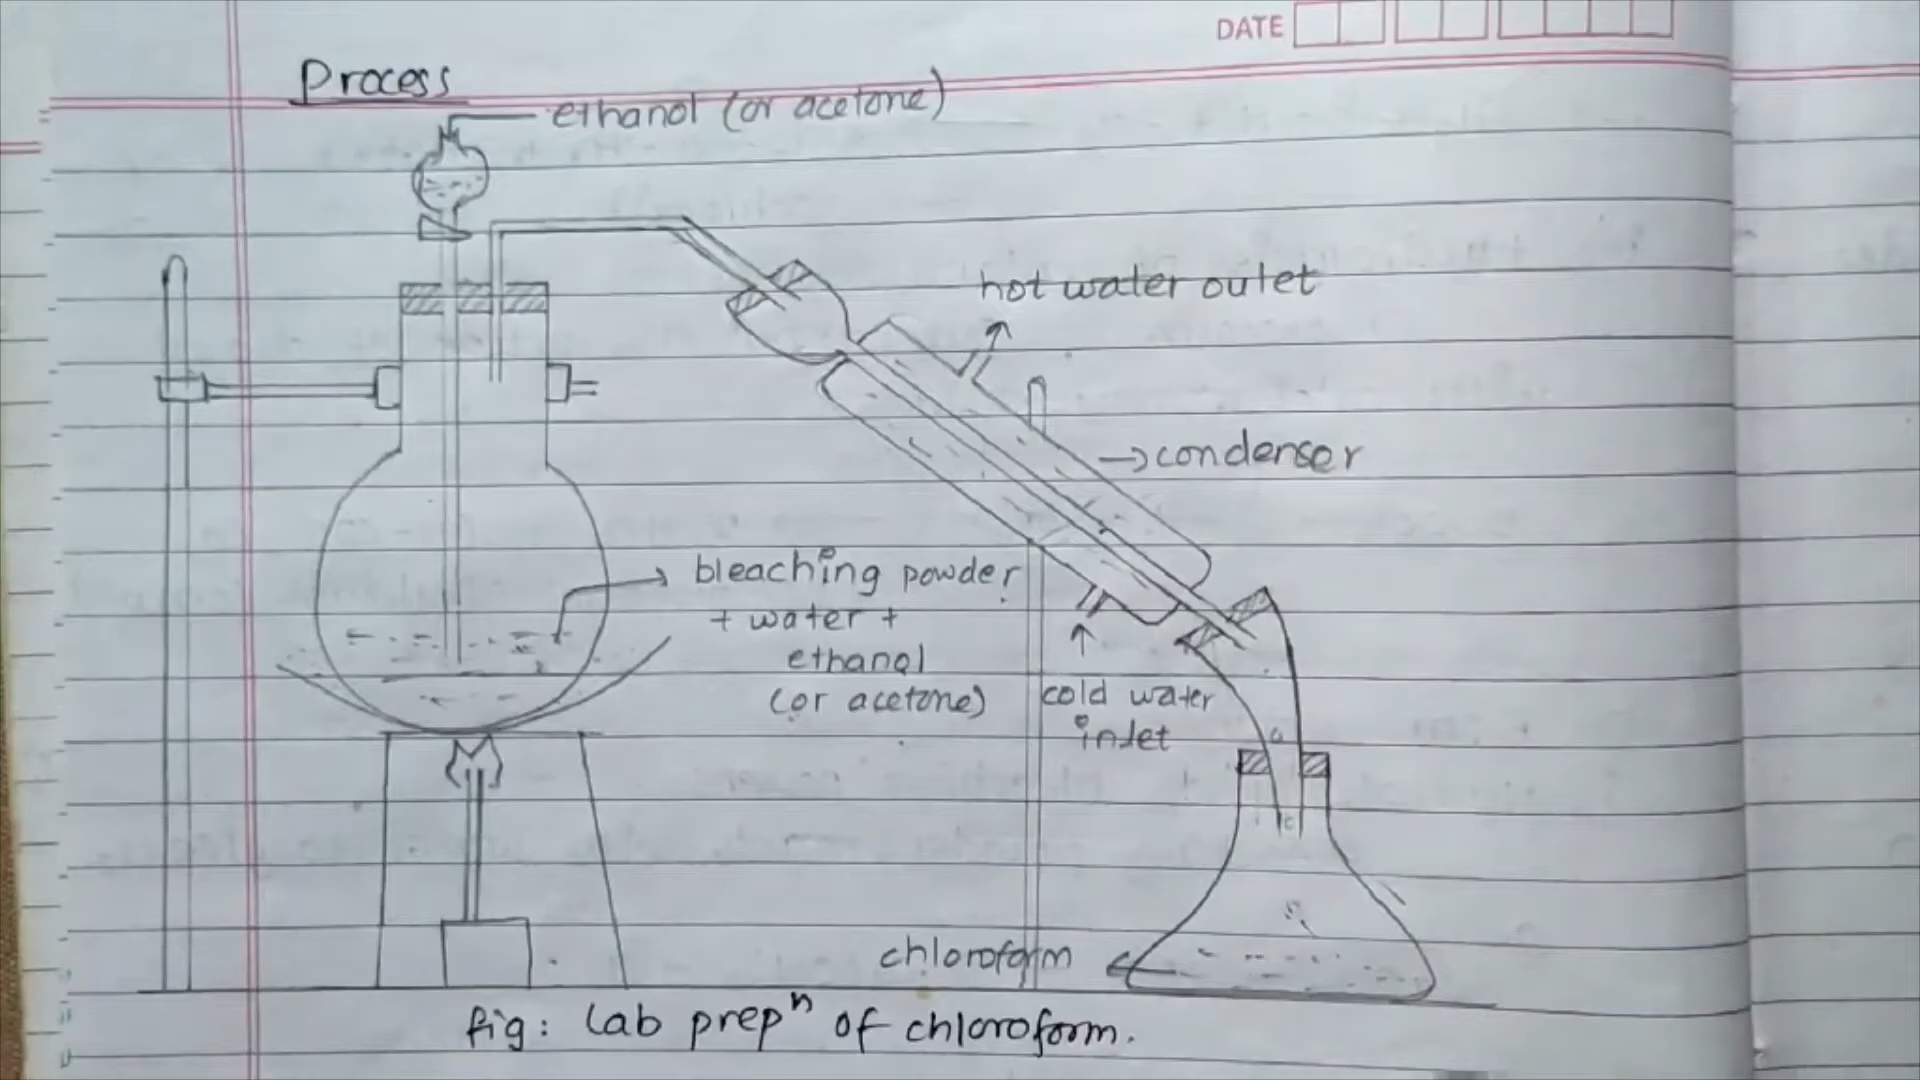 DATE
Process
ethanol (or acetone)
hot water outlet
→condenser
bleaching powder
+ water +
ethanol
(or acetone)
cold water
inlet
chloroform
fig: Lab prepⁿ of chloroform.